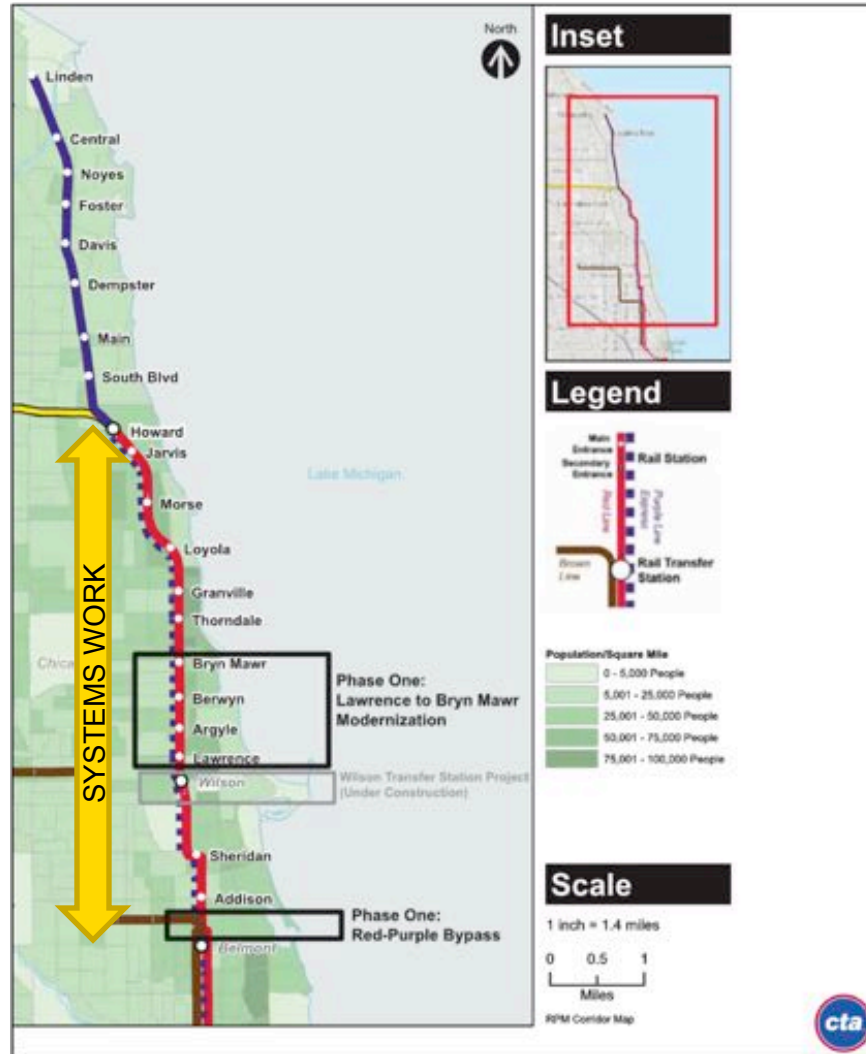 North
Linden
Central
Noyes
Foster
Davis
Dempster
Main
South Blvd
Howard
Jarvis
Morse
Lake Michigan
Loyola
Granville
Thorndale
Bryn Mawr
Berwyn
Argyle
Lawrence
Wilson
Sheridan
Addison
Belmont
SYSTEMS WORK
Phase One:
Lawrence to Bryn Mawr
Modernization
Wilson Transfer Station Project
(Under Construction)
Phase One:
Red-Purple Bypass
Inset
Legend
Main
Entrance
Secondary
Entrance
Rail Station
Red Line
Purple Line
Express
Brown
Line
Rail Transfer
Station
Population/Square Mile
0 - 5,000 People
5,001 - 25,000 People
25,001 - 50,000 People
50,001 - 75,000 People
75,001 - 100,000 People
Scale
1 inch = 1.4 miles
0 0.5 1
Miles
RPM Corridor Map
cta